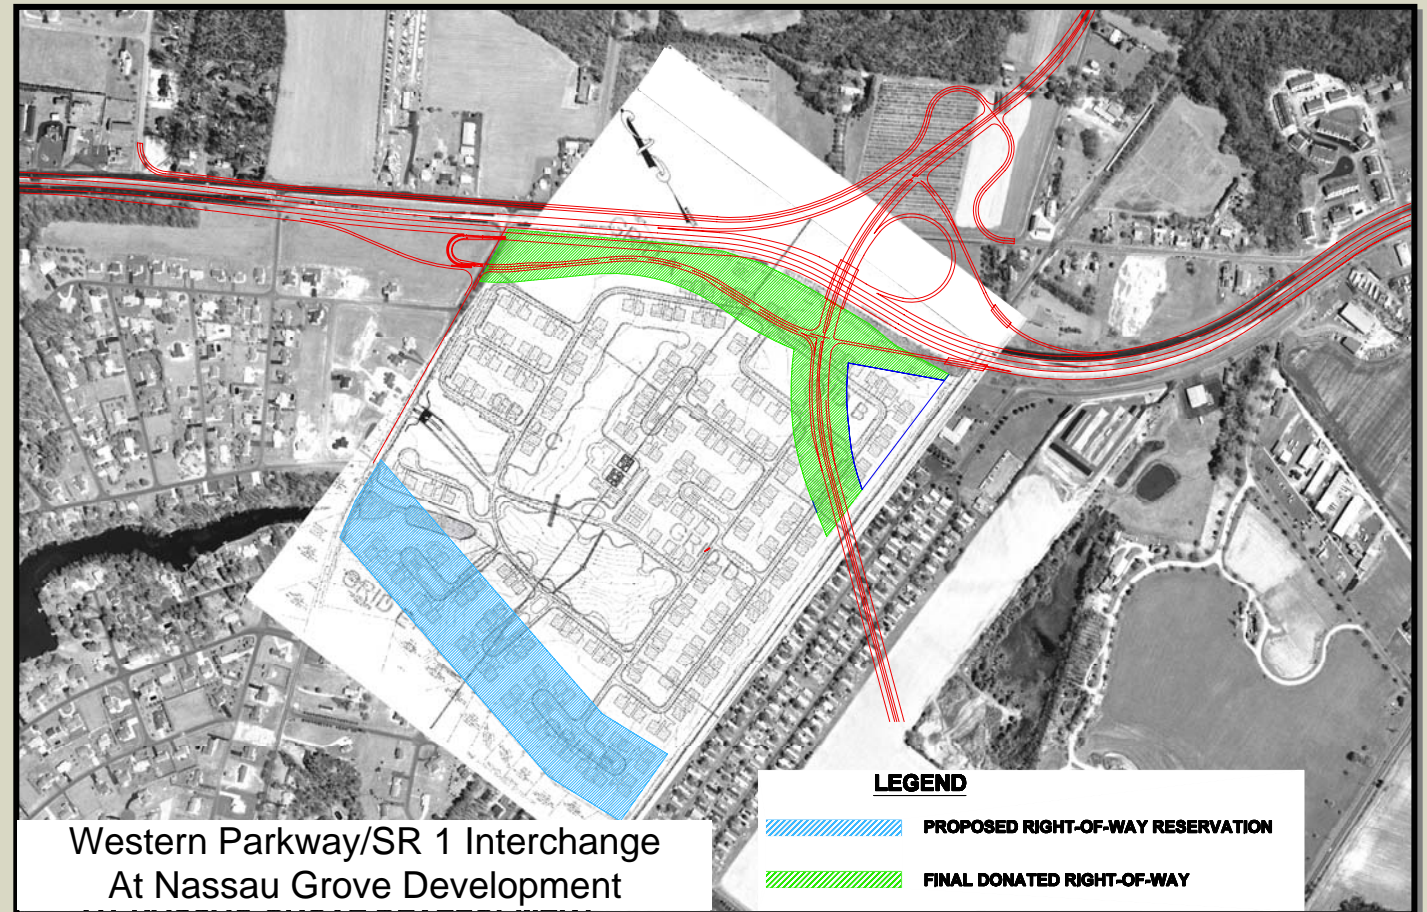 LEGEND
PROPOSED RIGHT-OF-WAY RESERVATION
FINAL DONATED RIGHT-OF-WAY
Western Parkway/SR 1 Interchange
At Nassau Grove Development